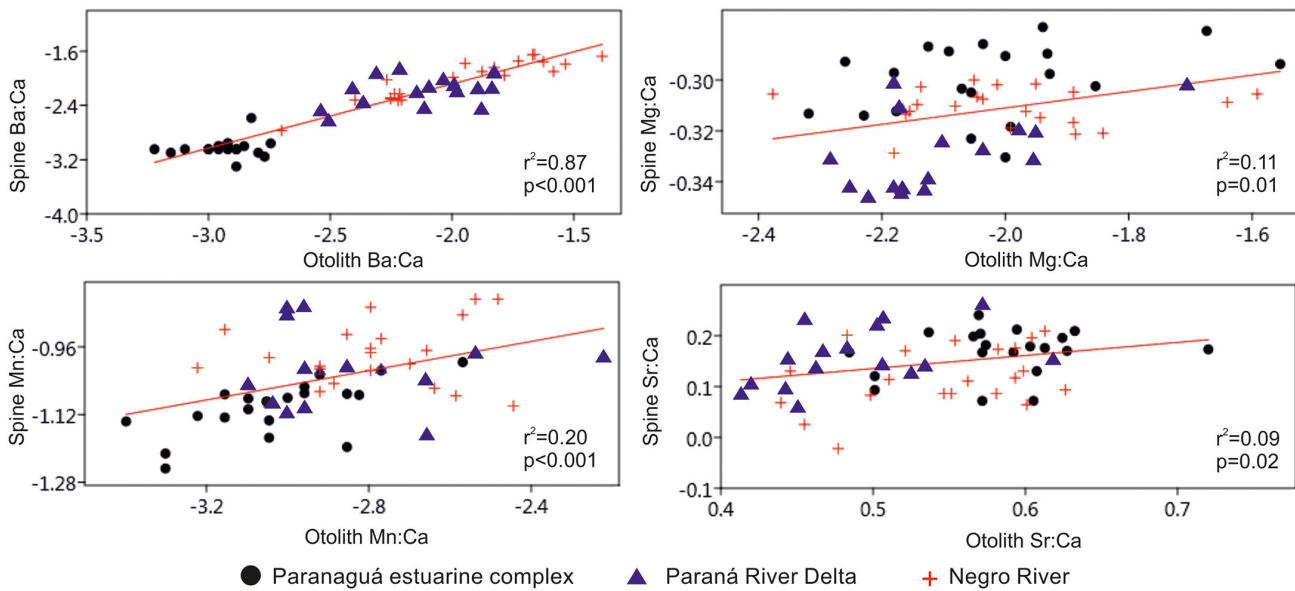 Spine Ba:Ca
-1.6
-2.4
-3.2
-4.0
r²=0.87
p<0.001
-3.5 -3.0 -2.5 -2.0 -1.5
Otolith Ba:Ca
Spine Mg:Ca
-0.30
-0.32
-0.34
r²=0.11
p=0.01
-2.4 -2.2 -2.0 -1.8 -1.6
Otolith Mg:Ca
Spine Mn:Ca
-0.96
-1.12
-1.28
r²=0.20
p<0.001
-3.2 -2.8 -2.4
Otolith Mn:Ca
Spine Sr:Ca
0.2
0.1
0.0
-0.1
r²=0.09
p=0.02
0.4 0.5 0.6 0.7
Otolith Sr:Ca
Paranaguá estuarine complex Paraná River Delta Negro River